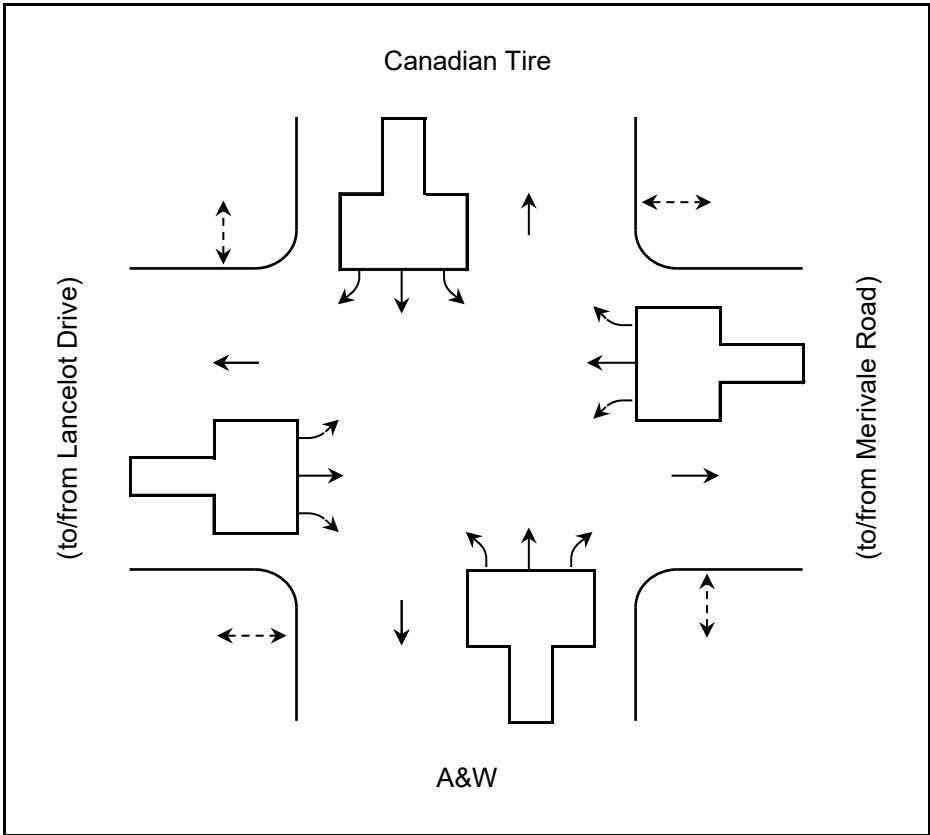 Canadian Tire
(to/from Lancelot Drive)
(to/from Merivale Road)
A&W